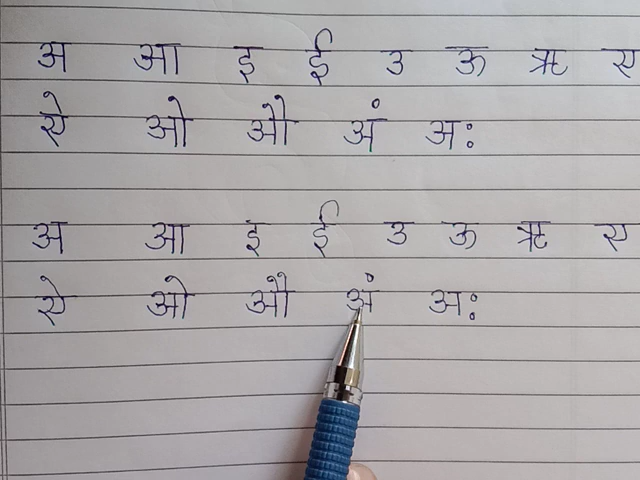 अ आ इ ई उ ऊ ऋ ए
ऐ ओ औ अं अः
अ आ इ ई उ ऊ ऋ ए
ऐ ओ औ अं अः